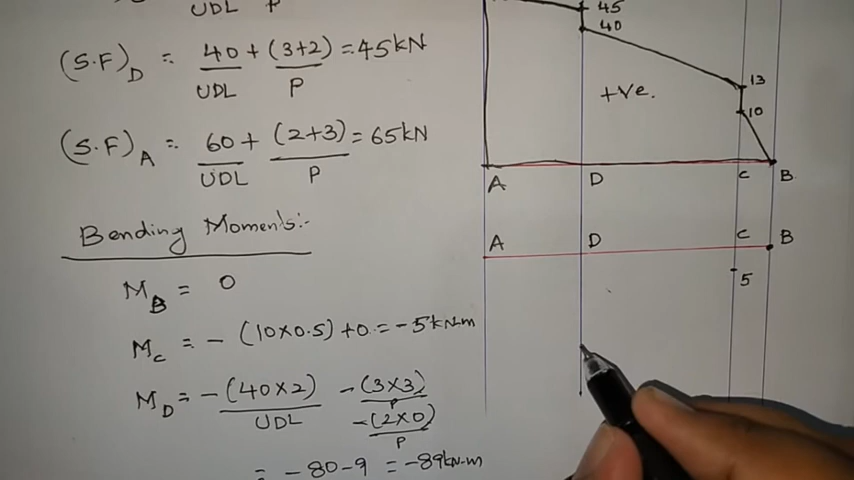 UDL P
(S.F)D = 40 + (3+2) = 45kN
UDL P
(S.F)A = 60 + (2+3) = 65kN
UDL P
Bending Moments:-
MB = 0
Mc = - (10×0.5) + 0 = -5kN-m
MD = - (40×2) - (3×3)
UDL P
- (2×0)
P
= -80-9 = -89kN-m
45
40
+ve.
13
10
A D C B
A D C B
5